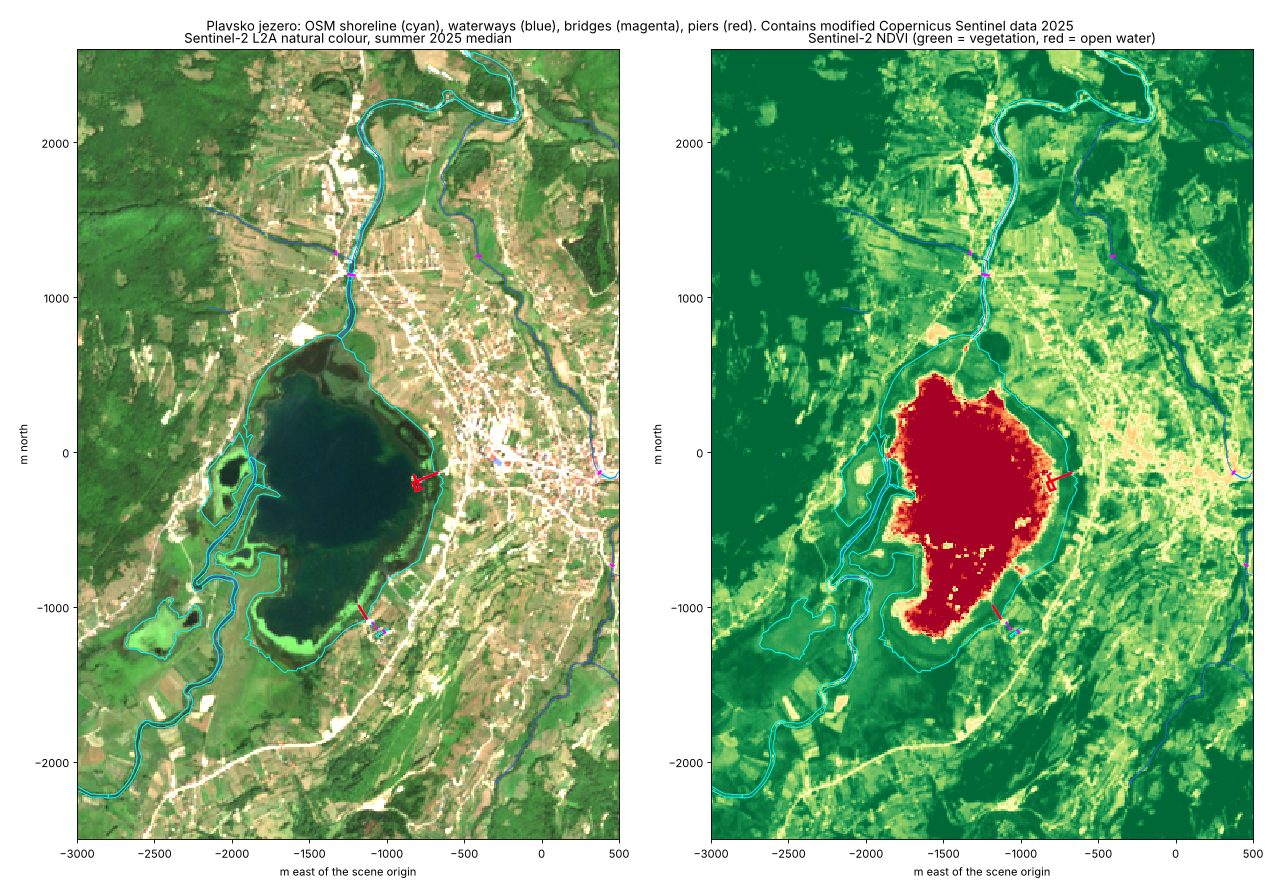 Plavsko jezero: OSM shoreline (cyan), waterways (blue), bridges (magenta), piers (red). Contains modified Copernicus Sentinel data 2025
Sentinel-2 L2A natural colour, summer 2025 median
Sentinel-2 NDVI (green = vegetation, red = open water)
2000
1000
0
−1000
−2000
m north
−3000 −2500 −2000 −1500 −1000 −500 0 500
m east of the scene origin
2000
1000
0
−1000
−2000
m north
−3000 −2500 −2000 −1500 −1000 −500 0 500
m east of the scene origin